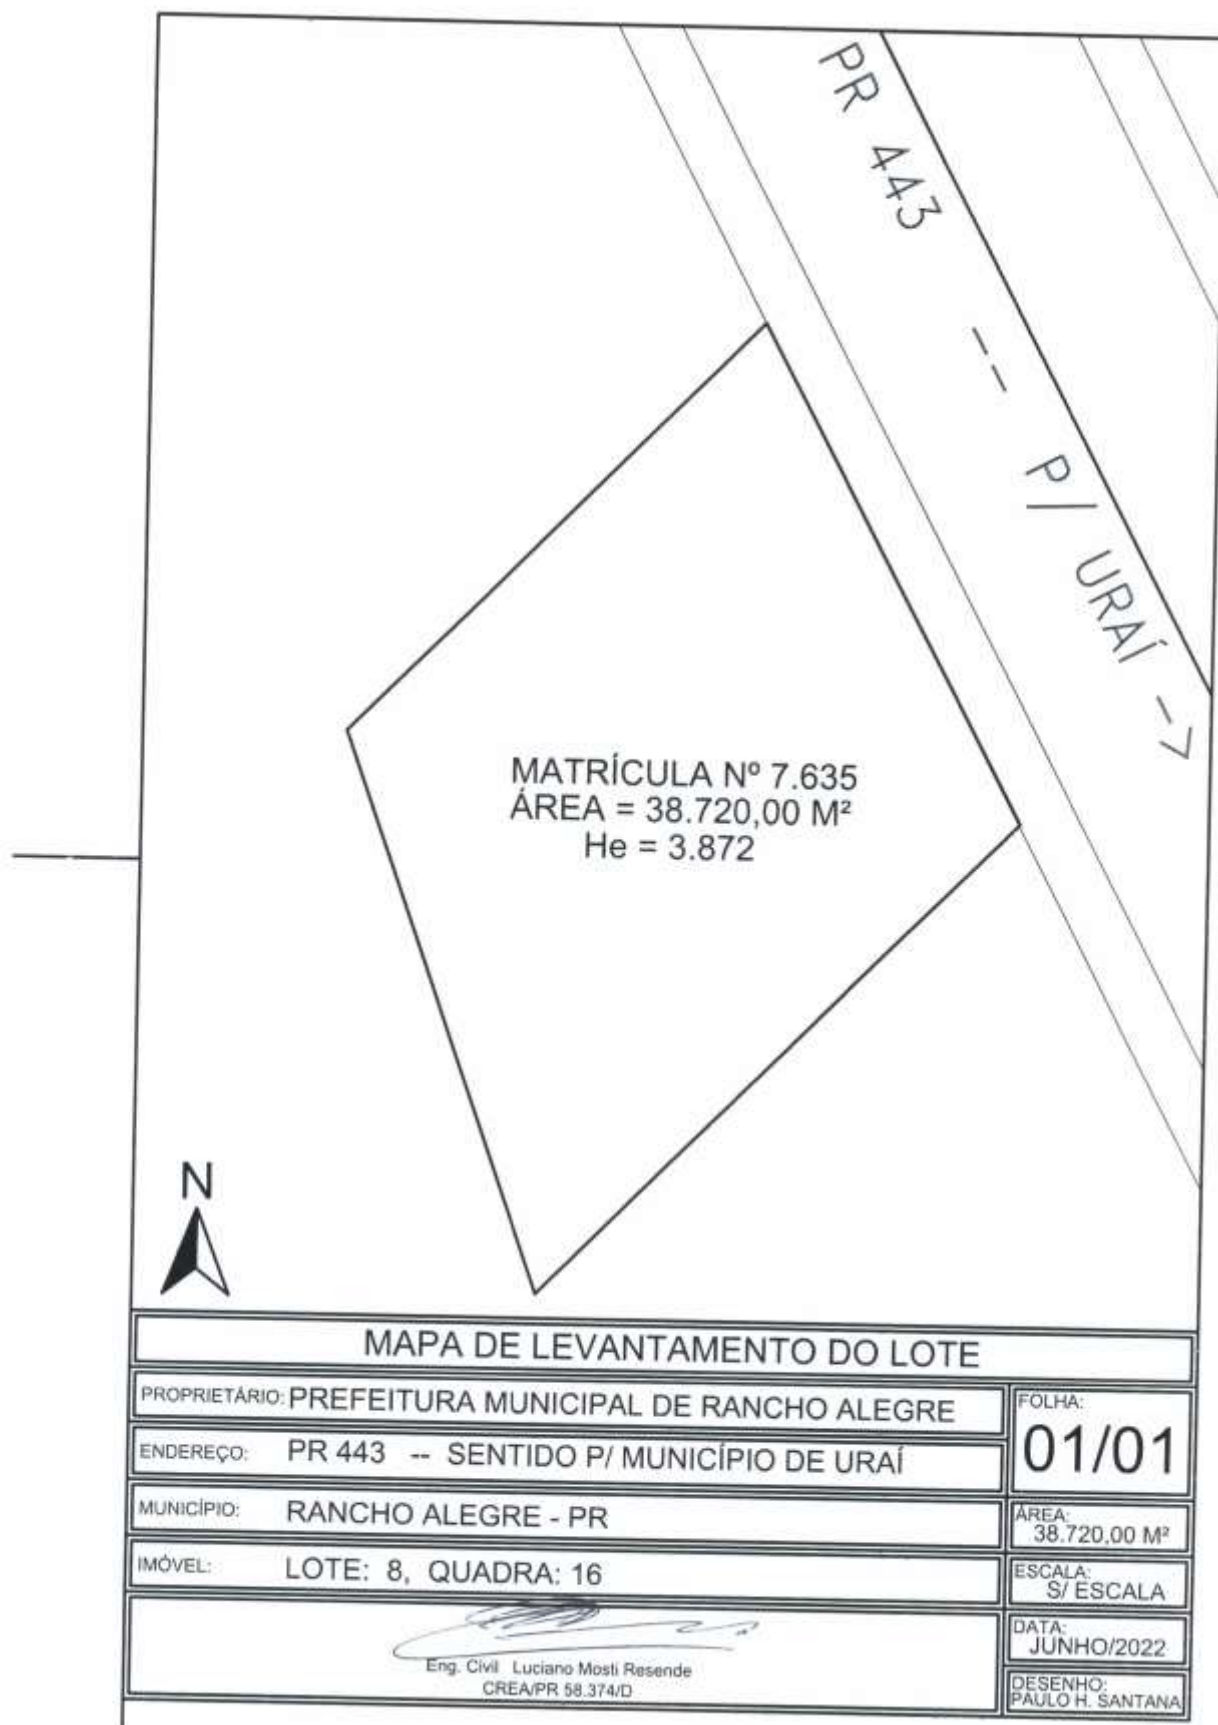 PR 443 -- P/ URAÍ -->
MATRÍCULA Nº 7.635
ÁREA = 38.720,00 M²
He = 3.872
N
MAPA DE LEVANTAMENTO DO LOTE
PROPRIETÁRIO: PREFEITURA MUNICIPAL DE RANCHO ALEGRE
FOLHA:
01/01
ENDEREÇO: PR 443 -- SENTIDO P/ MUNICÍPIO DE URAÍ
MUNICÍPIO: RANCHO ALEGRE - PR
ÁREA:
38.720,00 M²
IMÓVEL: LOTE: 8, QUADRA: 16
ESCALA:
S/ ESCALA
Eng. Civil Luciano Mosti Resende
CREA/PR 58.374/D
DATA:
JUNHO/2022
DESENHO:
PAULO H. SANTANA